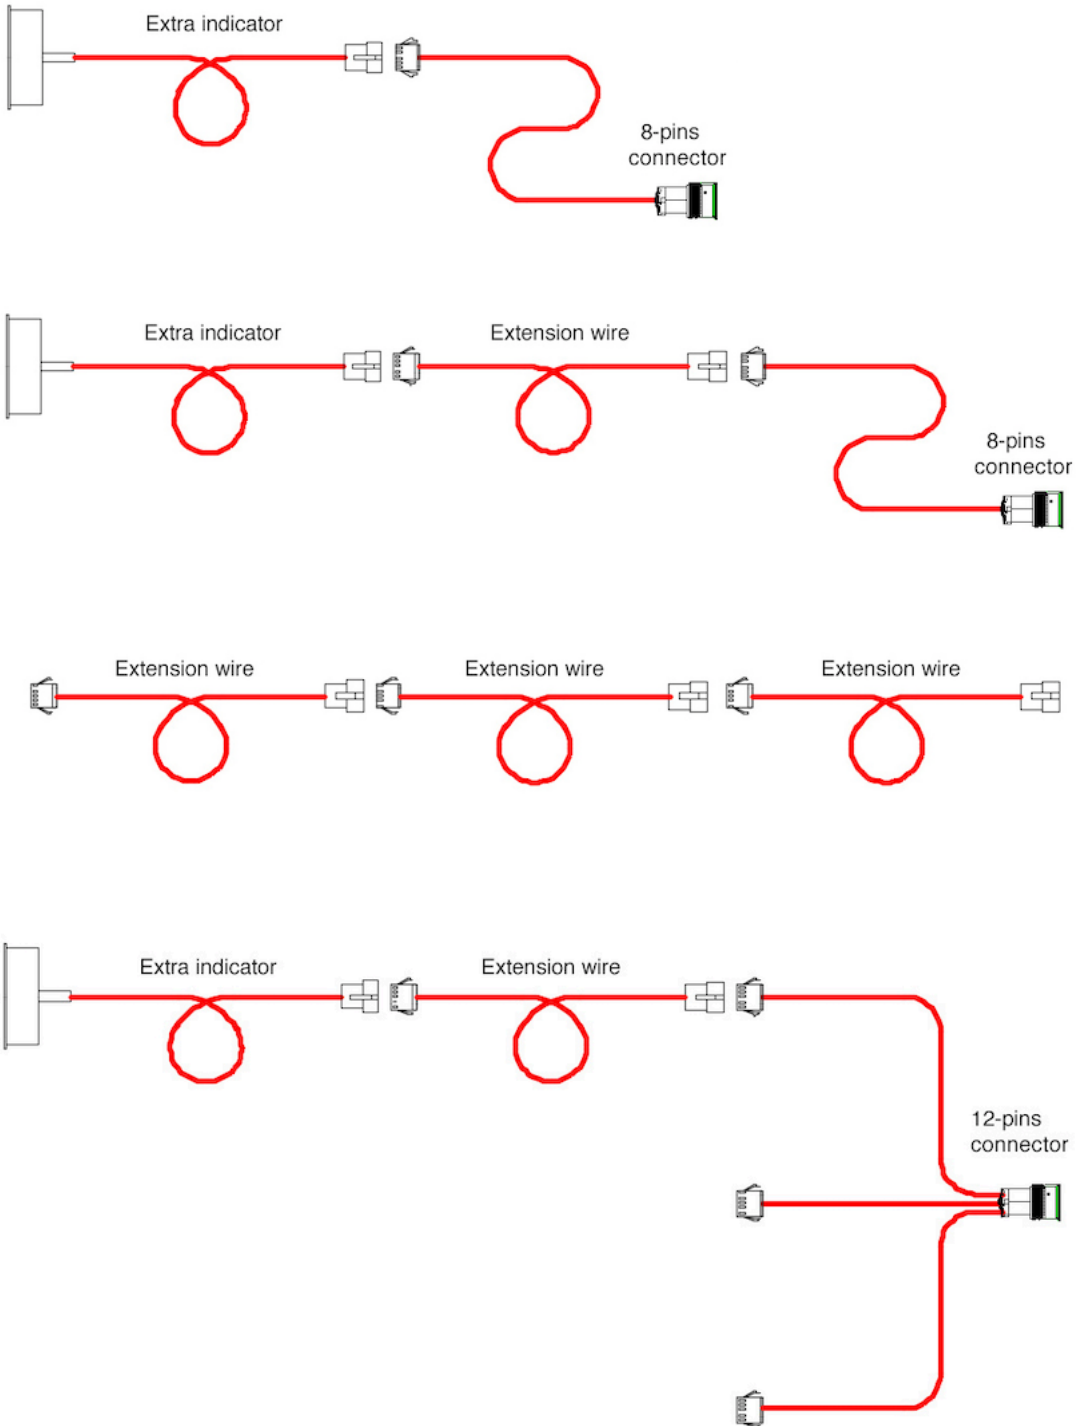 Extra indicator
8-pins
connector
Extra indicator
Extension wire
8-pins
connector
Extension wire
Extension wire
Extension wire
Extra indicator
Extension wire
12-pins
connector